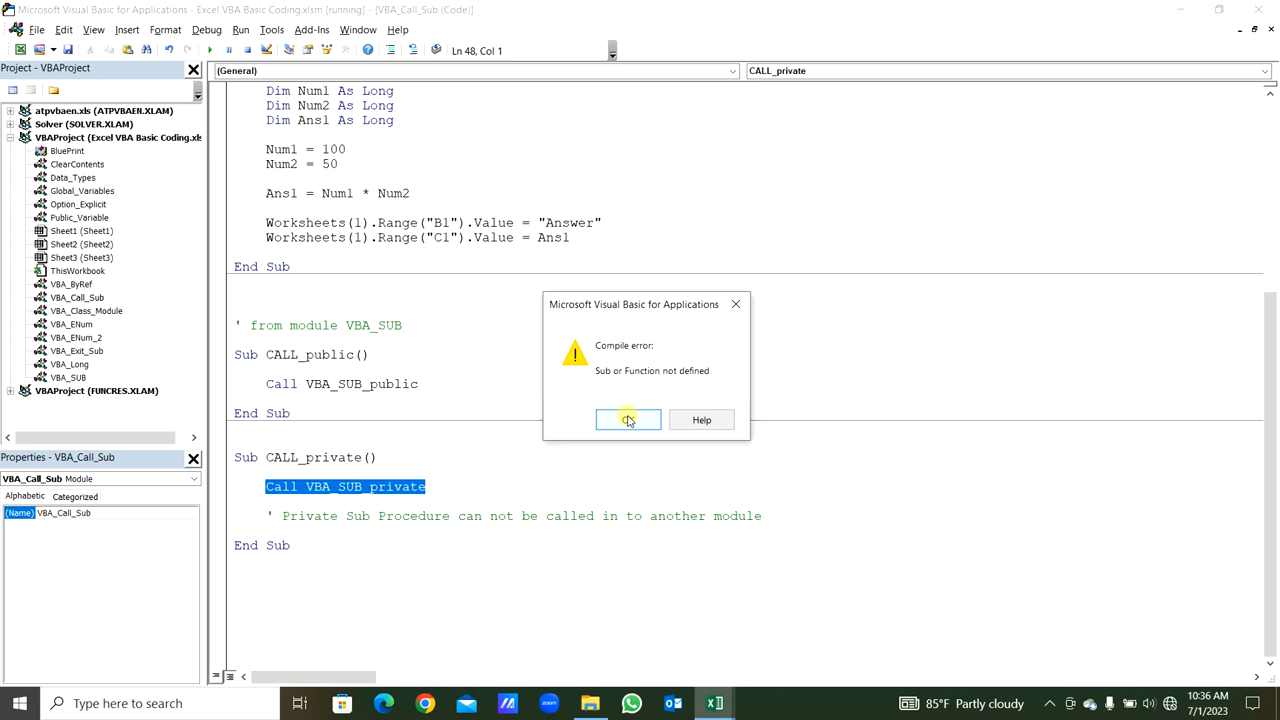 Microsoft Visual Basic for Applications - Excel VBA Basic Coding.xlsm [running] - [VBA_Call_Sub (Code)]
File Edit View Insert Format Debug Run Tools Add-Ins Window Help
Ln 48, Col 1
Project - VBAProject
(General)
CALL_private
atpvbaen.xls (ATPVBAEN.XLAM)
Solver (SOLVER.XLAM)
VBAProject (Excel VBA Basic Coding.xls
BluePrint
ClearContents
Data_Types
Global_Variables
Option_Explicit
Public_Variable
Sheet1 (Sheet1)
Sheet2 (Sheet2)
Sheet3 (Sheet3)
ThisWorkbook
VBA_ByRef
VBA_Call_Sub
VBA_Class_Module
VBA_ENum
VBA_ENum_2
VBA_Exit_Sub
VBA_Long
VBA_SUB
VBAProject (FUNCRES.XLAM)
Properties - VBA_Call_Sub
VBA_Call_Sub Module
Alphabetic Categorized
(Name) VBA_Call_Sub
Dim Num1 As Long
Dim Num2 As Long
Dim Ans1 As Long
Num1 = 100
Num2 = 50
Ans1 = Num1 * Num2
Worksheets(1).Range("B1").Value = "Answer"
Worksheets(1).Range("C1").Value = Ans1
End Sub
' from module VBA_SUB
Sub CALL_public()
Call VBA_SUB_public
End Sub
Sub CALL_private()
Call VBA_SUB_private
' Private Sub Procedure can not be called in to another module
End Sub
Microsoft Visual Basic for Applications
Compile error:
Sub or Function not defined
Help
Type here to search
85°F Partly cloudy
10:36 AM
7/1/2023